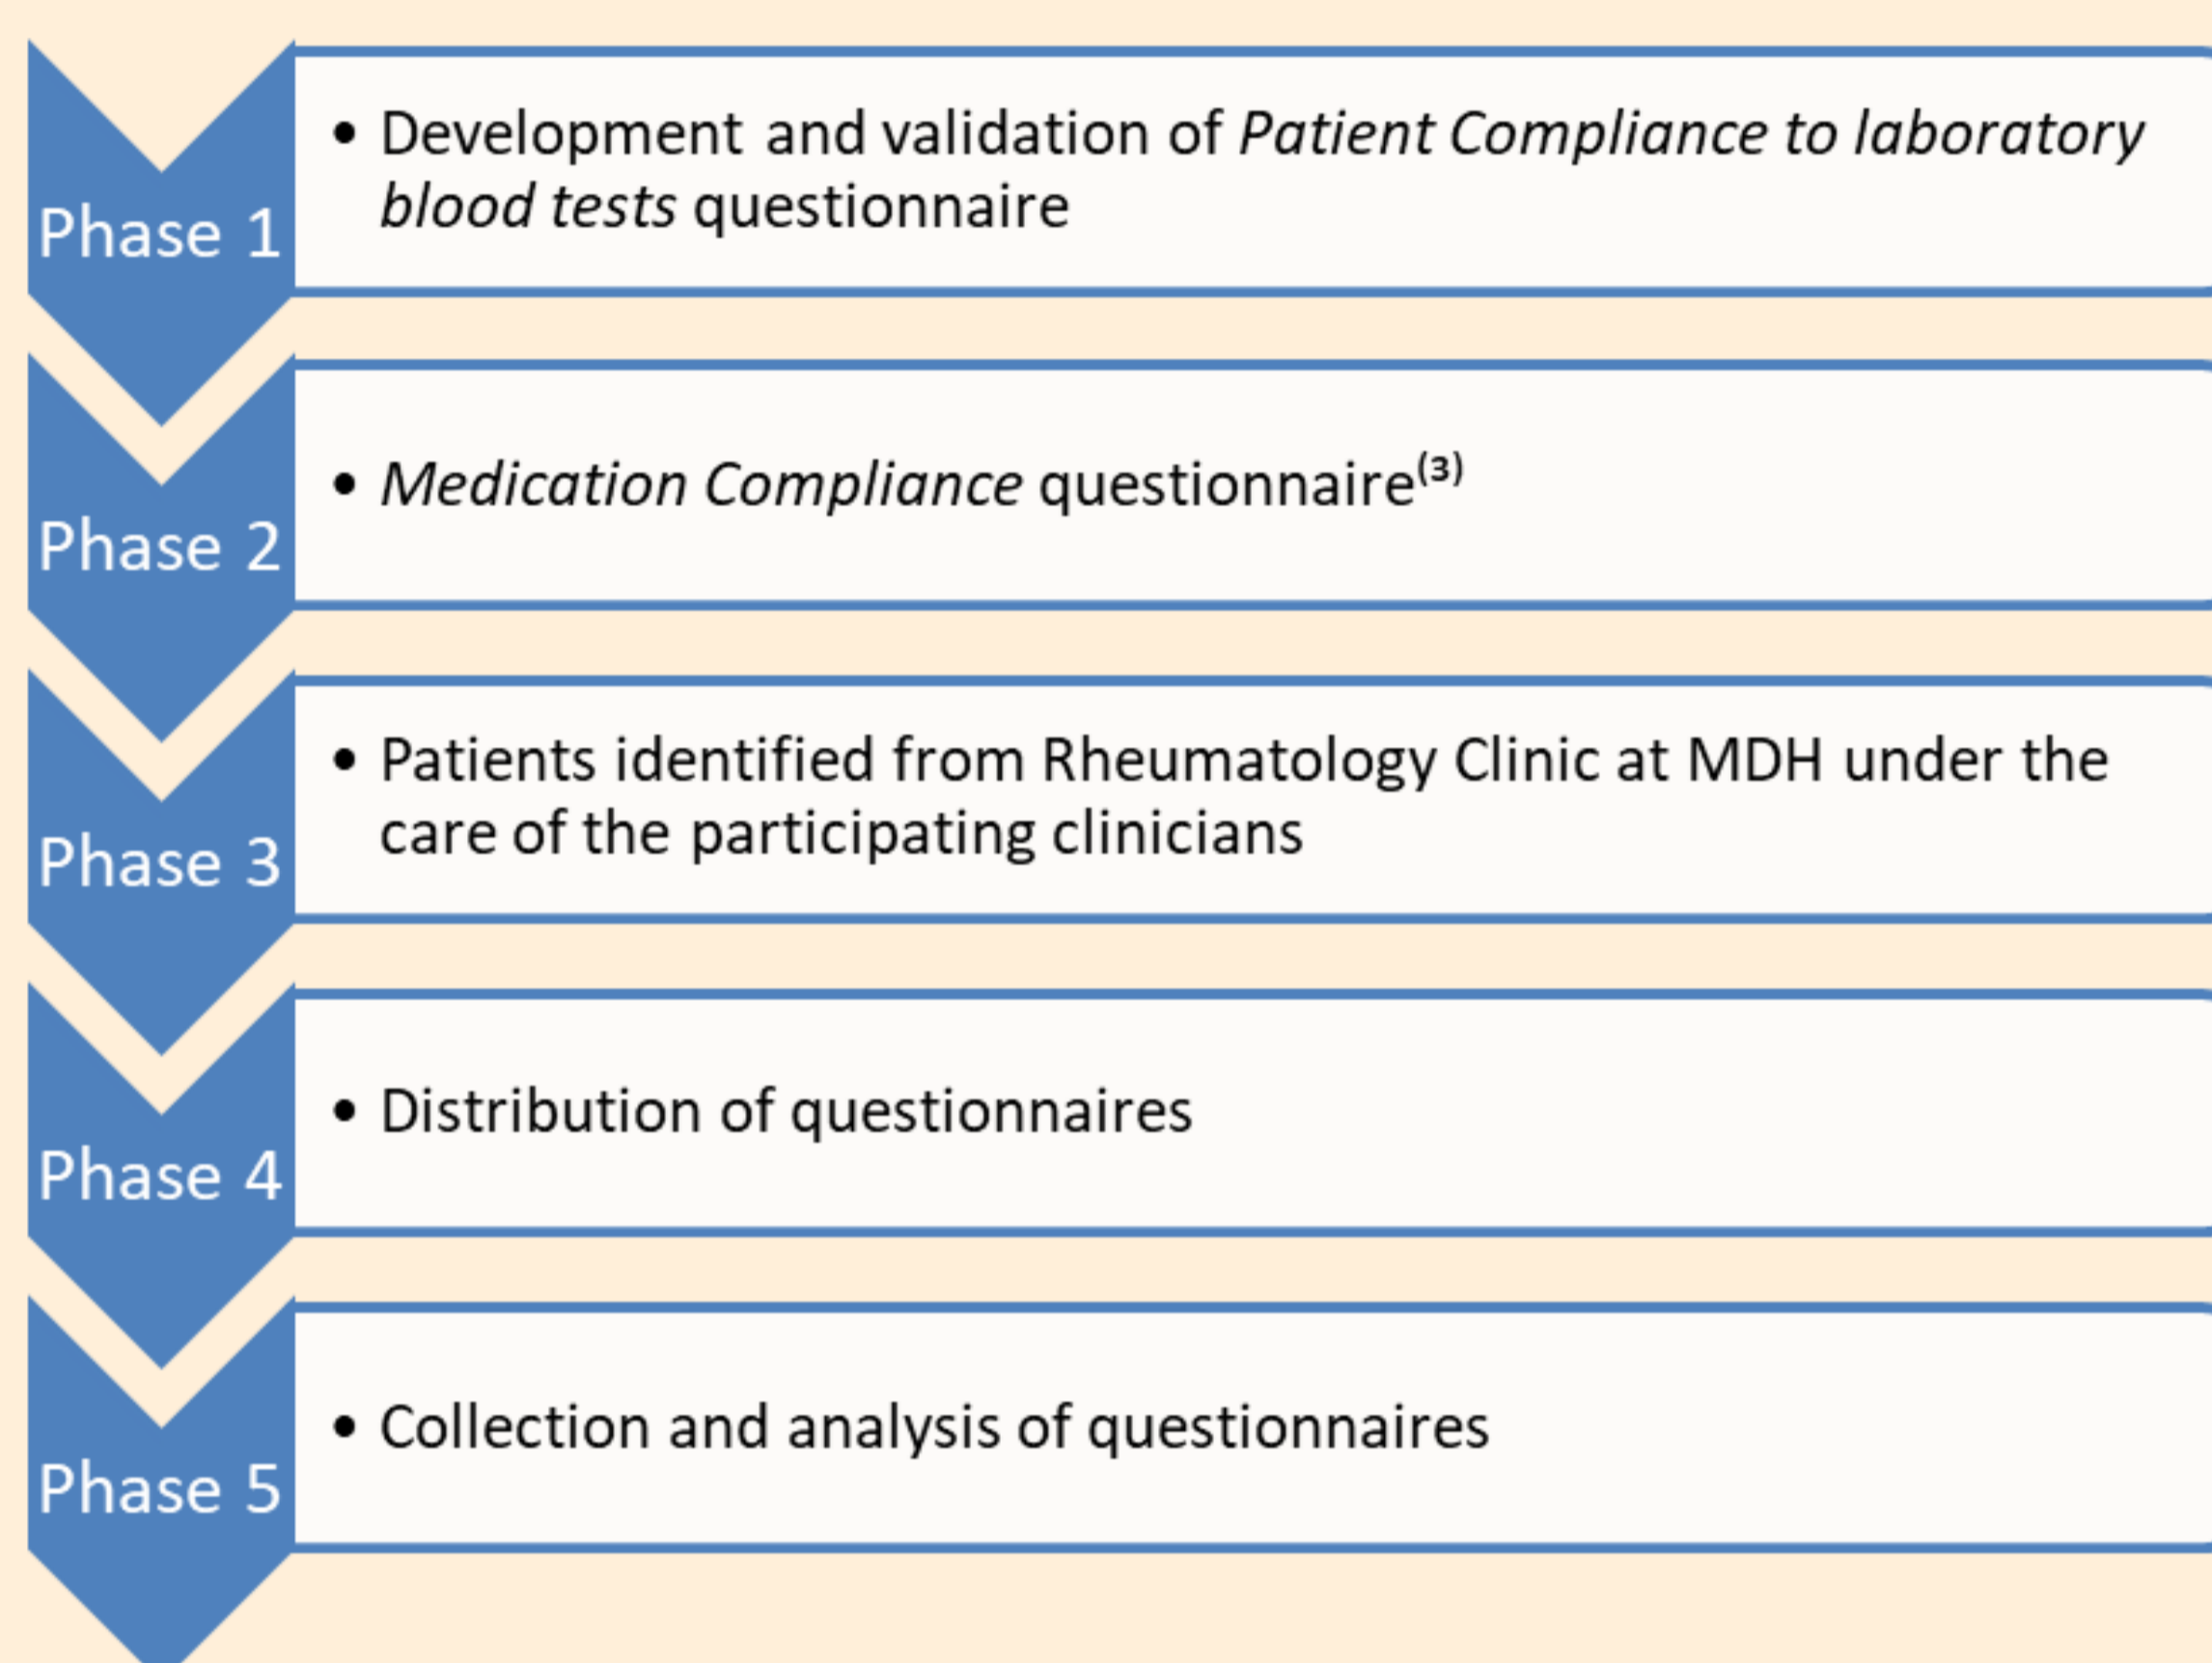 Phase 1
• Development and validation of Patient Compliance to laboratory
blood tests questionnaire
Phase 2
• Medication Compliance questionnaire(3)
Phase 3
• Patients identified from Rheumatology Clinic at MDH under the
care of the participating clinicians
Phase 4
• Distribution of questionnaires
Phase 5
• Collection and analysis of questionnaires